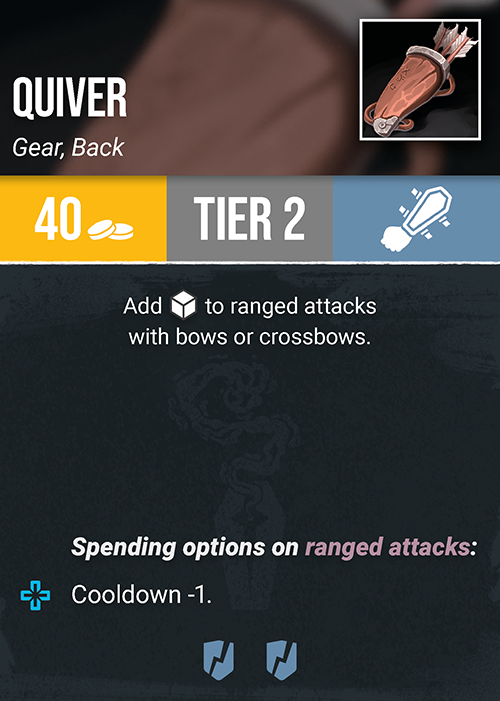 QUIVER
Gear, Back
40
TIER 2
Add to ranged attacks
with bows or crossbows.
Spending options on ranged attacks:
Cooldown -1.